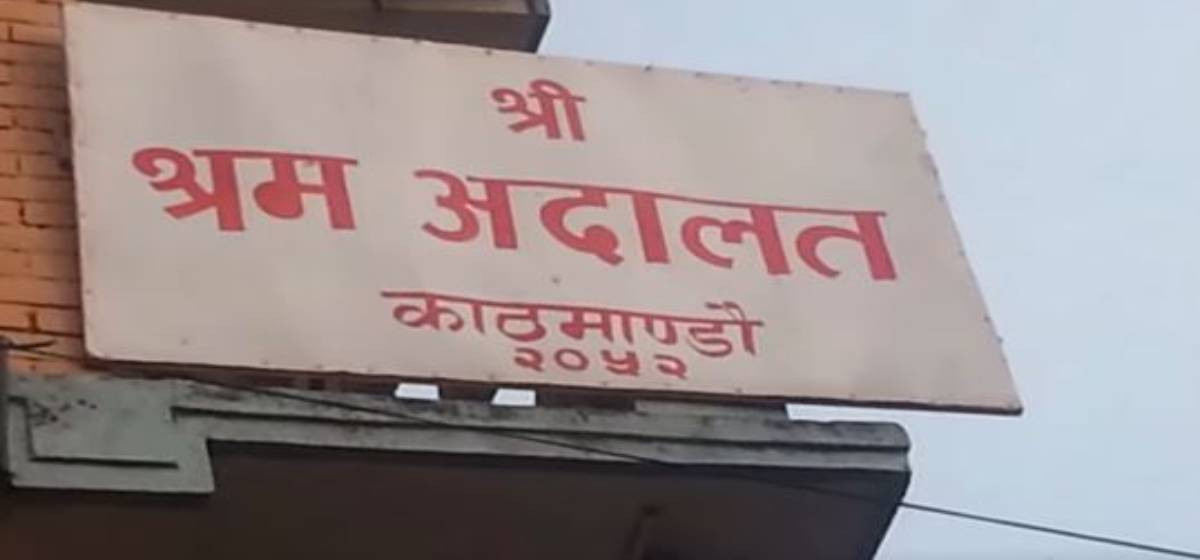 श्री
श्रम अदालत
काठमाण्डौ
२०५२